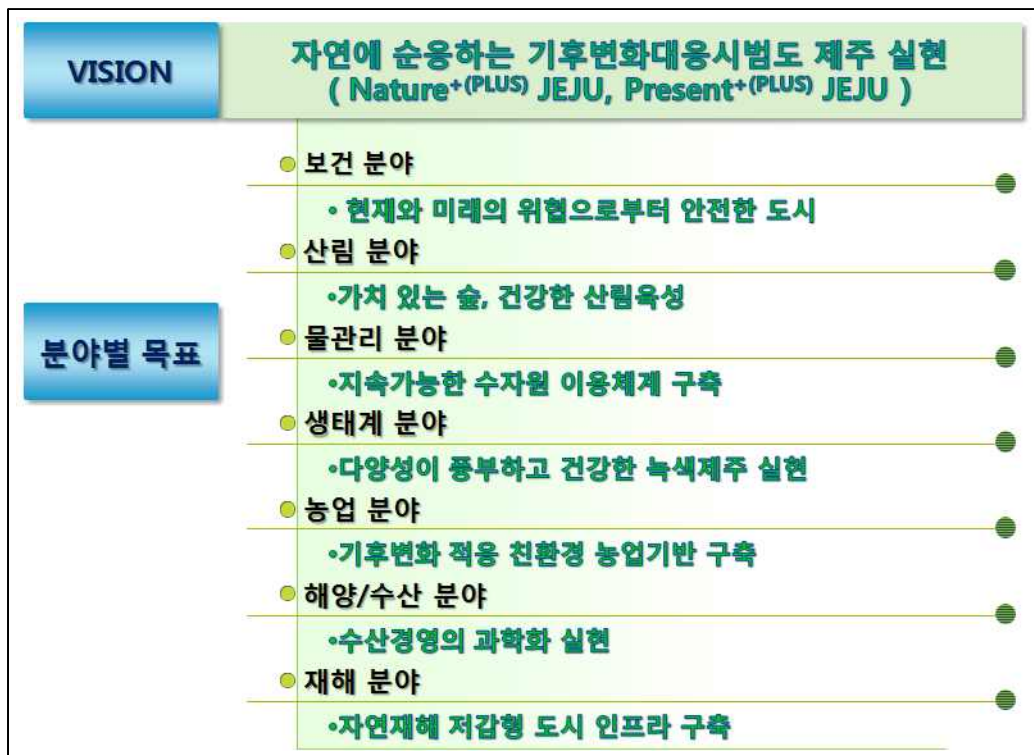 VISION
자연에 순응하는 기후변화대응시범도 제주 실현
( Nature+(PLUS) JEJU, Present+(PLUS) JEJU )
분야별 목표
보건 분야
• 현재와 미래의 위협으로부터 안전한 도시
산림 분야
•가치 있는 숲, 건강한 산림육성
물관리 분야
•지속가능한 수자원 이용체계 구축
생태계 분야
•다양성이 풍부하고 건강한 녹색제주 실현
농업 분야
•기후변화 적응 친환경 농업기반 구축
해양/수산 분야
•수산경영의 과학화 실현
재해 분야
•자연재해 저감형 도시 인프라 구축